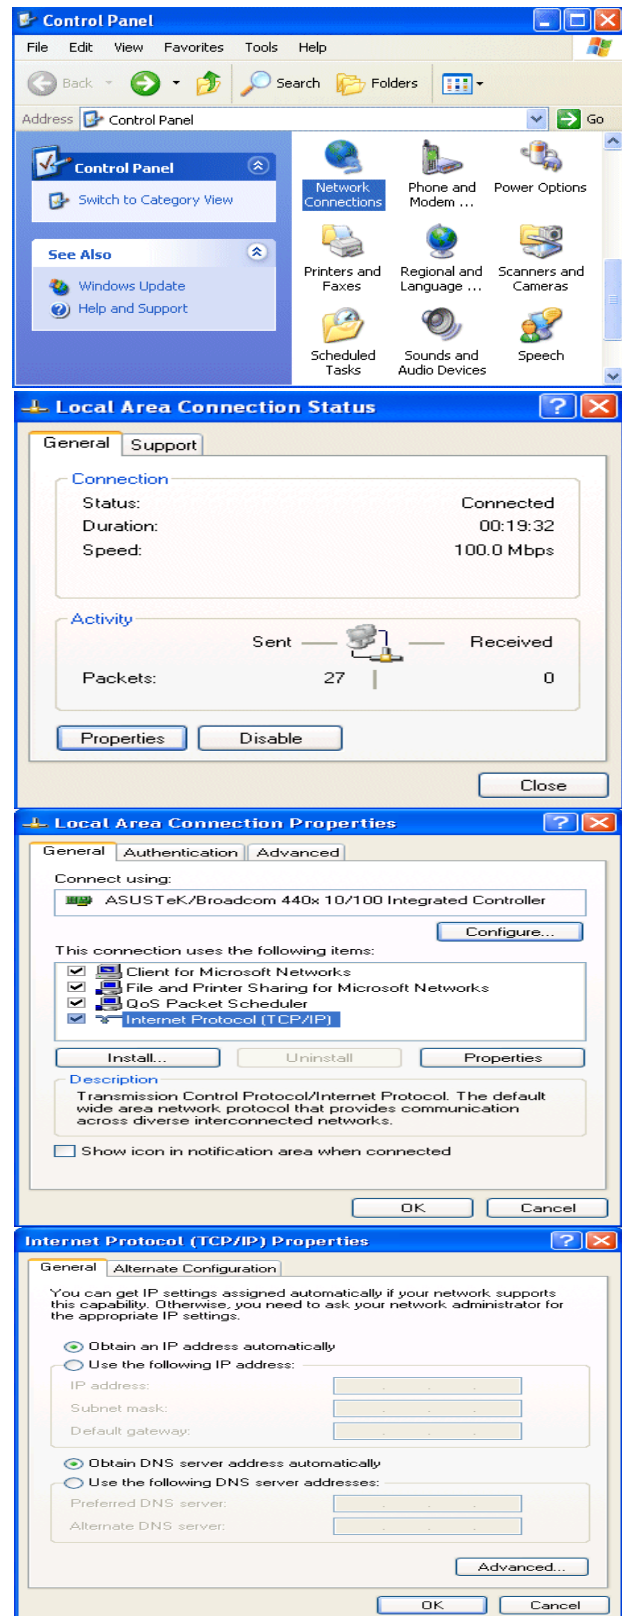 Control Panel
File Edit View Favorites Tools Help
Back Search Folders
Address Control Panel Go
Control Panel
Switch to Category View
See Also
Windows Update
Help and Support
Network Connections
Phone and Modem ...
Power Options
Printers and Faxes
Regional and Language ...
Scanners and Cameras
Scheduled Tasks
Sounds and Audio Devices
Speech
Local Area Connection Status
General Support
Connection
Status: Connected
Duration: 00:19:32
Speed: 100.0 Mbps
Activity
Sent Received
Packets: 27 0
Properties Disable
Close
Local Area Connection Properties
General Authentication Advanced
Connect using:
ASUSTeK/Broadcom 440x 10/100 Integrated Controller
Configure...
This connection uses the following items:
Client for Microsoft Networks
File and Printer Sharing for Microsoft Networks
QoS Packet Scheduler
Internet Protocol (TCP/IP)
Install... Uninstall Properties
Description
Transmission Control Protocol/Internet Protocol. The default
wide area network protocol that provides communication
across diverse interconnected networks.
Show icon in notification area when connected
OK Cancel
Internet Protocol (TCP/IP) Properties
General Alternate Configuration
You can get IP settings assigned automatically if your network supports
this capability. Otherwise, you need to ask your network administrator for
the appropriate IP settings.
Obtain an IP address automatically
Use the following IP address:
IP address:
Subnet mask:
Default gateway:
Obtain DNS server address automatically
Use the following DNS server addresses:
Preferred DNS server:
Alternate DNS server:
Advanced...
OK Cancel